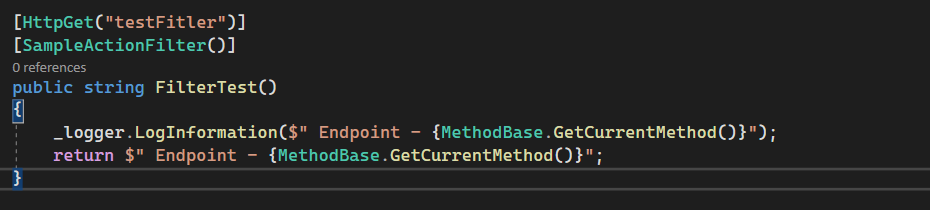 [HttpGet("testFitler")]
[SampleActionFilter()]
0 references
public string FilterTest()
{
_logger.LogInformation($" Endpoint - {MethodBase.GetCurrentMethod()}");
return $" Endpoint - {MethodBase.GetCurrentMethod()}";
}